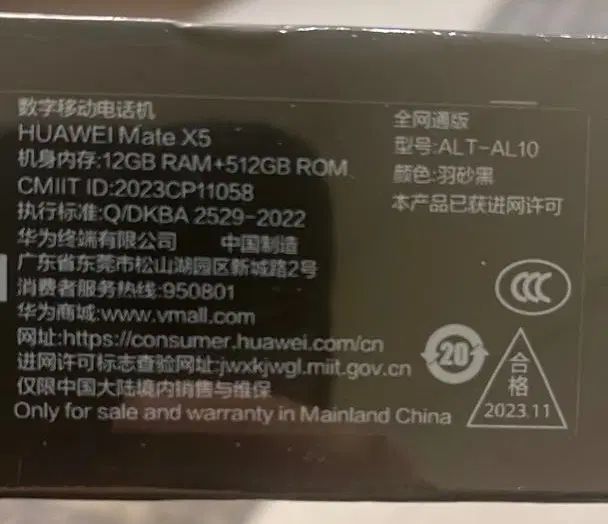 数字移动电话机
HUAWEI Mate X5
机身内存:12GB RAM+512GB ROM
CMIIT ID:2023CP11058
执行标准:Q/DKBA 2529-2022
华为终端有限公司 中国制造
广东省东莞市松山湖园区新城路2号
消费者服务热线:950801
华为商城:www.vmall.com
网址:https://consumer.huawei.com/cn
进网许可标志查验网址:jwxkjwgl.miit.gov.cn
仅限中国大陆境内销售与维保
Only for sale and warranty in Mainland China
全网通版
型号:ALT-AL10
颜色:羽砂黑
本产品已获进网许可
CCC
20
合格
2023.11